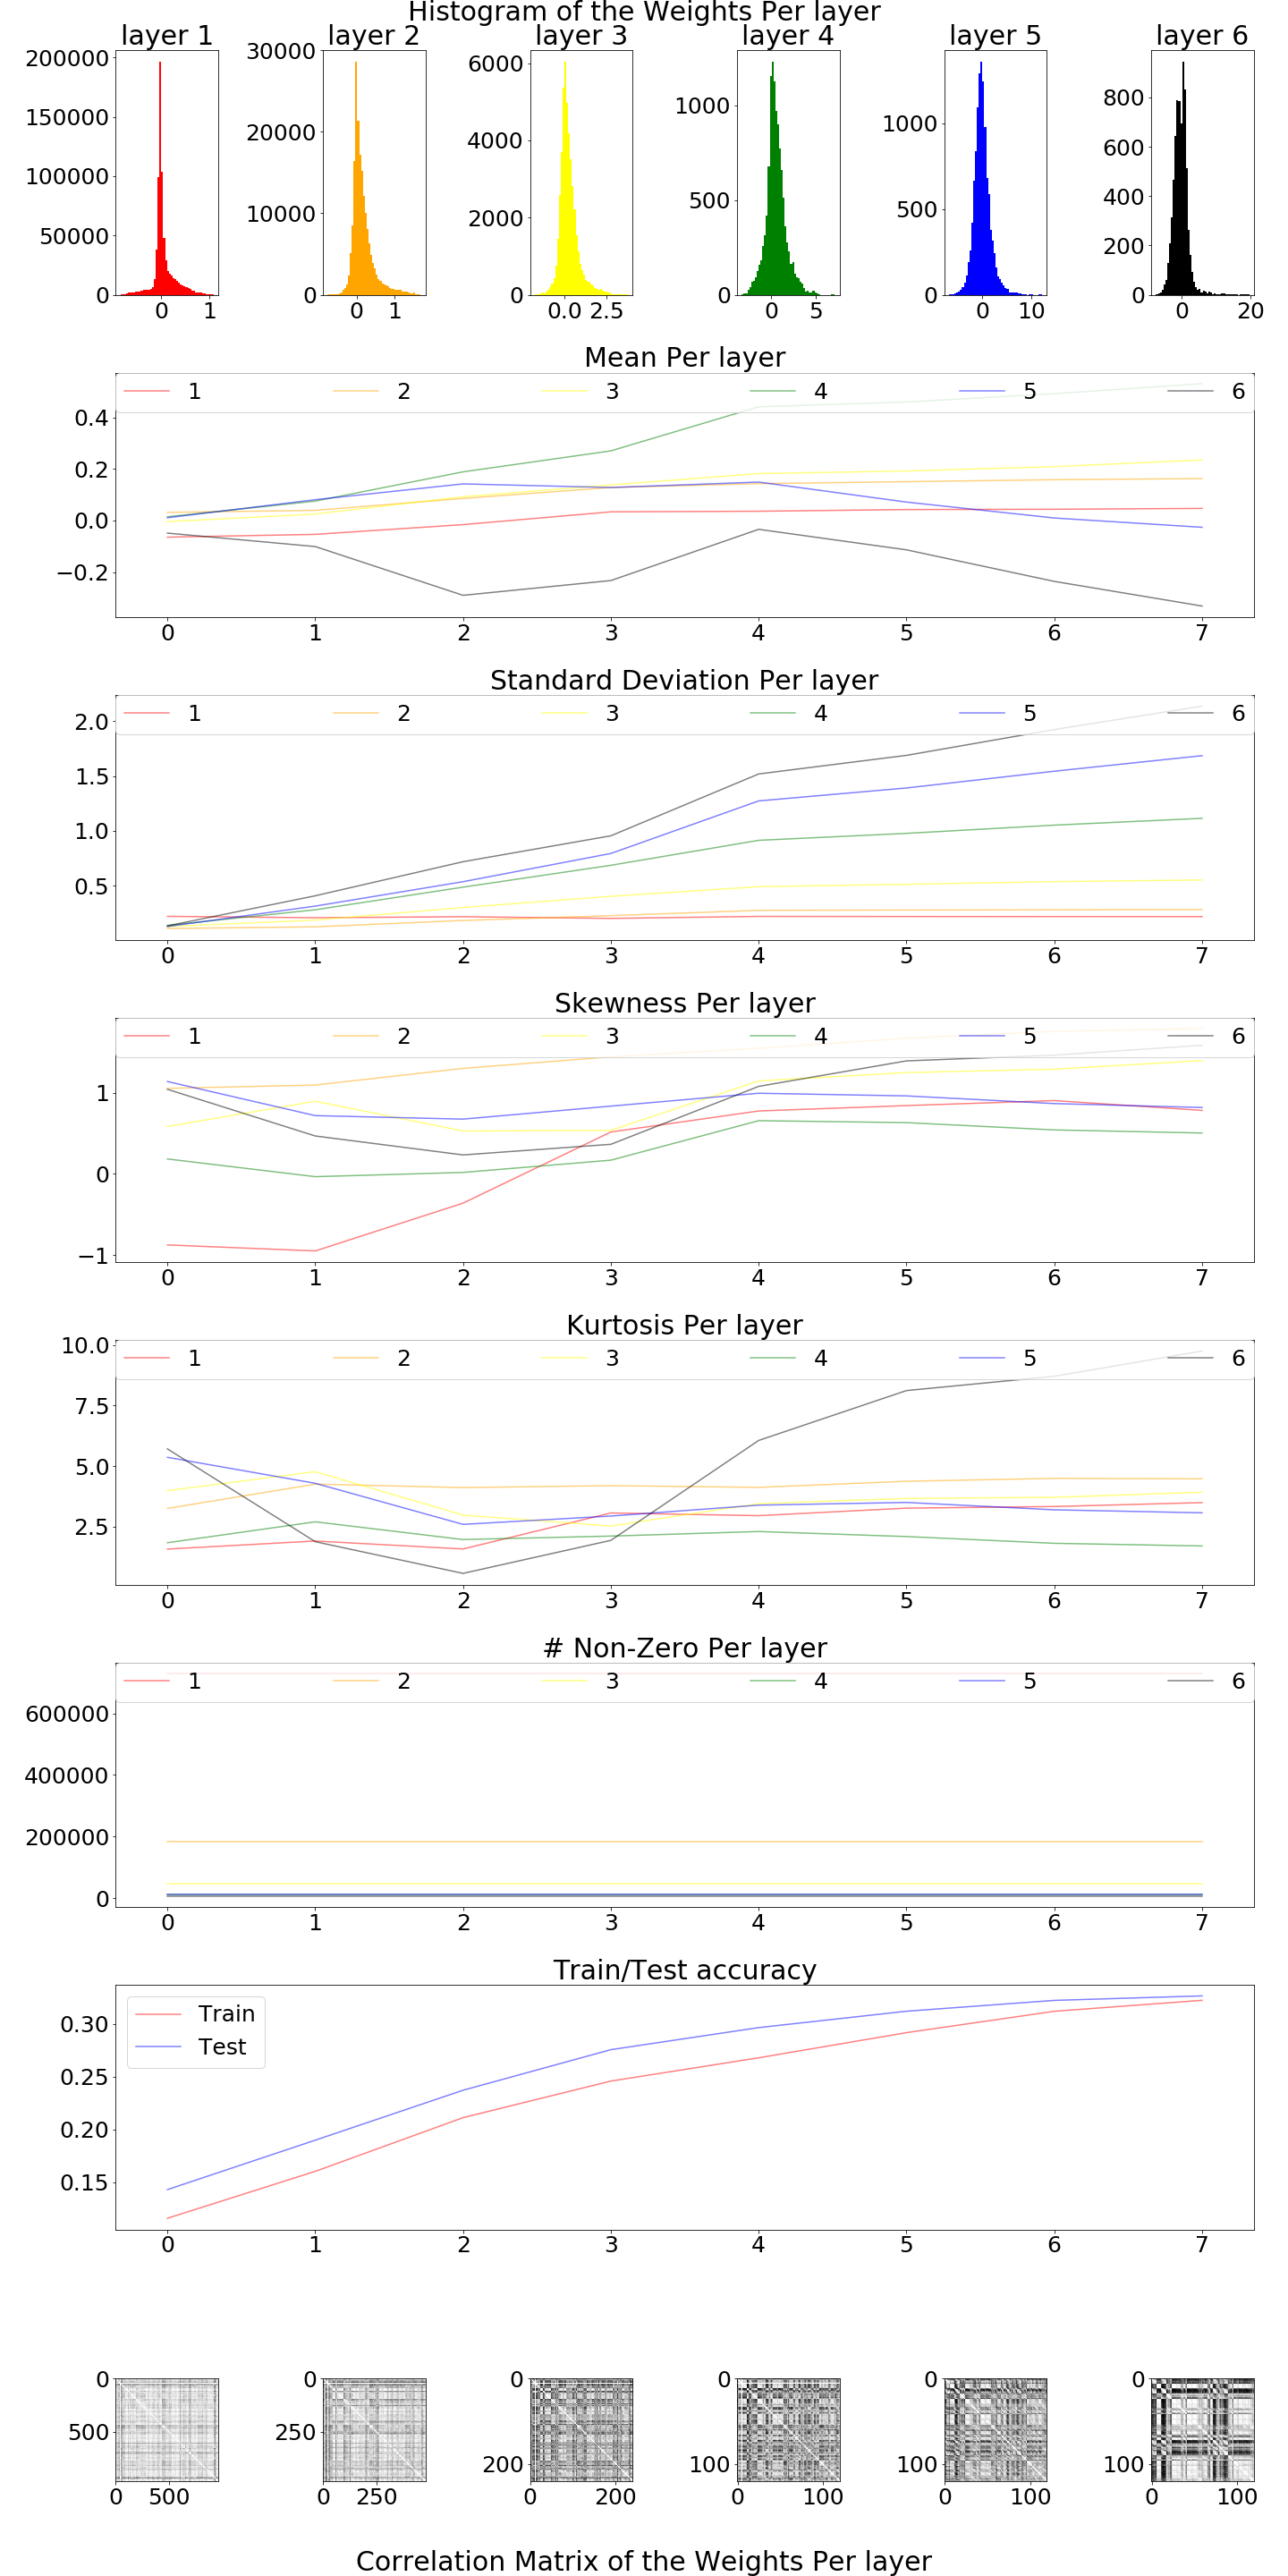 Histogram of the Weights Per layer
layer 1 layer 2 layer 3 layer 4 layer 5 layer 6
200000 150000 100000 50000 0
0 1
30000 20000 10000 0
0 1
6000 4000 2000 0
0.0 2.5
1000 500 0
0 5
1000 500 0
0 10
800 600 400 200 0
0 20
Mean Per layer
1 2 3 4 5 6
0.4
0.2
0.0
−0.2
0 1 2 3 4 5 6 7
Standard Deviation Per layer
1 2 3 4 5 6
2.0
1.5
1.0
0.5
0 1 2 3 4 5 6 7
Skewness Per layer
1 2 3 4 5 6
1
0
−1
0 1 2 3 4 5 6 7
Kurtosis Per layer
10.0
1 2 3 4 5 6
7.5
5.0
2.5
0 1 2 3 4 5 6 7
# Non-Zero Per layer
1 2 3 4 5 6
600000
400000
200000
0
0 1 2 3 4 5 6 7
Train/Test accuracy
Train
Test
0.30
0.25
0.20
0.15
0 1 2 3 4 5 6 7
0 500
0 500
0 250
0 250
0 200
0 200
0 100
0 100
0 100
0 100
0 100
0 100
Correlation Matrix of the Weights Per layer